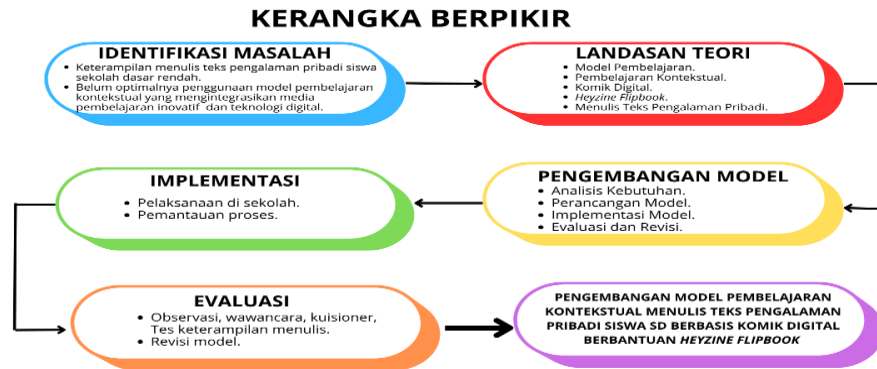 KERANGKA BERPIKIR
IDENTIFIKASI MASALAH
• Keterampilan menulis teks pengalaman pribadi siswa
sekolah dasar rendah.
• Belum optimalnya penggunaan model pembelajaran
kontekstual yang mengintegrasikan media
pembelajaran inovatif dan teknologi digital.
LANDASAN TEORI
• Model Pembelajaran.
• Pembelajaran Kontekstual.
• Komik Digital.
• Heyzine Flipbook.
• Menulis Teks Pengalaman Pribadi.
PENGEMBANGAN MODEL
• Analisis Kebutuhan.
• Perancangan Model.
• Implementasi Model.
• Evaluasi dan Revisi.
IMPLEMENTASI
• Pelaksanaan di sekolah.
• Pemantauan proses.
EVALUASI
• Observasi, wawancara, kuisioner,
Tes keterampilan menulis.
• Revisi model.
PENGEMBANGAN MODEL PEMBELAJARAN
KONTEKSTUAL MENULIS TEKS PENGALAMAN
PRIBADI SISWA SD BERBASIS KOMIK DIGITAL
BERBANTUAN HEYZINE FLIPBOOK